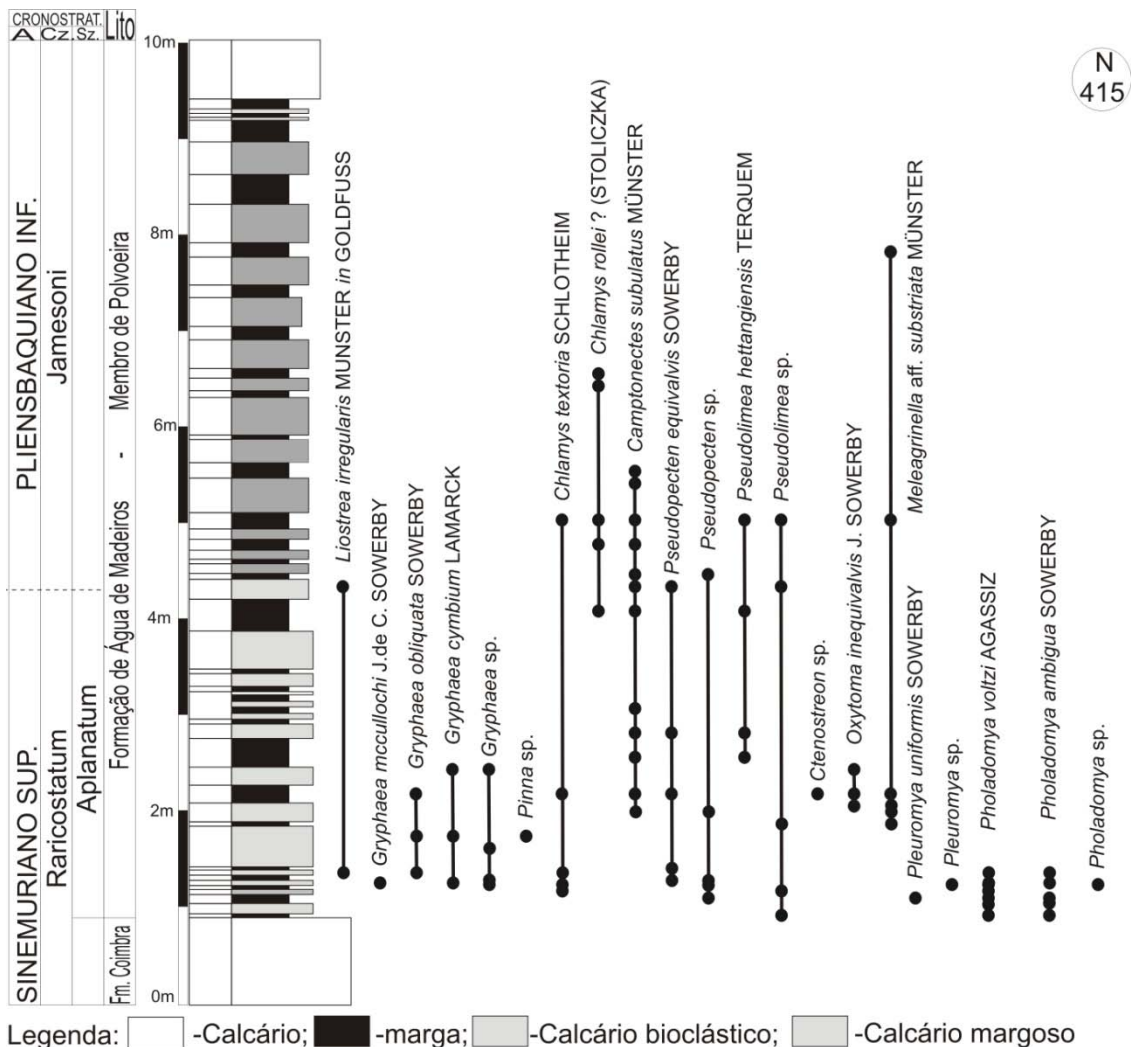 CRONOSTRAT.
A
Cz.
Sz.
Lito
10m
8m
6m
4m
2m
0m
SINEMURIANO SUP.
PLIENSBAQUIANO INF.
Raricostatum
Jamesoni
Aplanatum
Fm. Coimbra
Formação de Água de Madeiros - Membro de Polvoeira
N
415
Liostrea irregularis MUNSTER in GOLDFUSS
Gryphaea mccullochi J.de C. SOWERBY
Gryphaea obliquata SOWERBY
Gryphaea cymbium LAMARCK
Gryphaea sp.
Pinna sp.
Chlamys textoria SCHLOTHEIM
Chlamys rollei ? (STOLICZKA)
Camptonectes subulatus MÜNSTER
Pseudopecten equivalvis SOWERBY
Pseudopecten sp.
Pseudolimea hettangiensis TERQUEM
Pseudolimea sp.
Ctenostreon sp.
Oxytoma inequivalvis J. SOWERBY
Meleagrinella aff. substriata MÜNSTER
Pleuromya uniformis SOWERBY
Pleuromya sp.
Pholadomya voltzi AGASSIZ
Pholadomya ambigua SOWERBY
Pholadomya sp.
Legenda: -Calcário; -marga; -Calcário bioclástico; -Calcário margoso